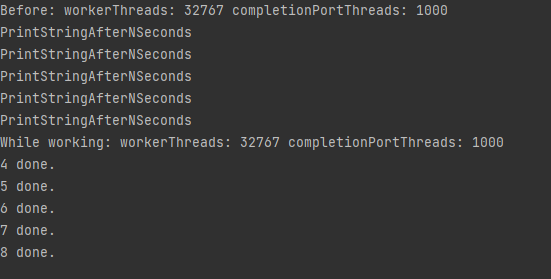 Before: workerThreads: 32767 completionPortThreads: 1000
PrintStringAfterNSeconds
PrintStringAfterNSeconds
PrintStringAfterNSeconds
PrintStringAfterNSeconds
PrintStringAfterNSeconds
While working: workerThreads: 32767 completionPortThreads: 1000
4 done.
5 done.
6 done.
7 done.
8 done.